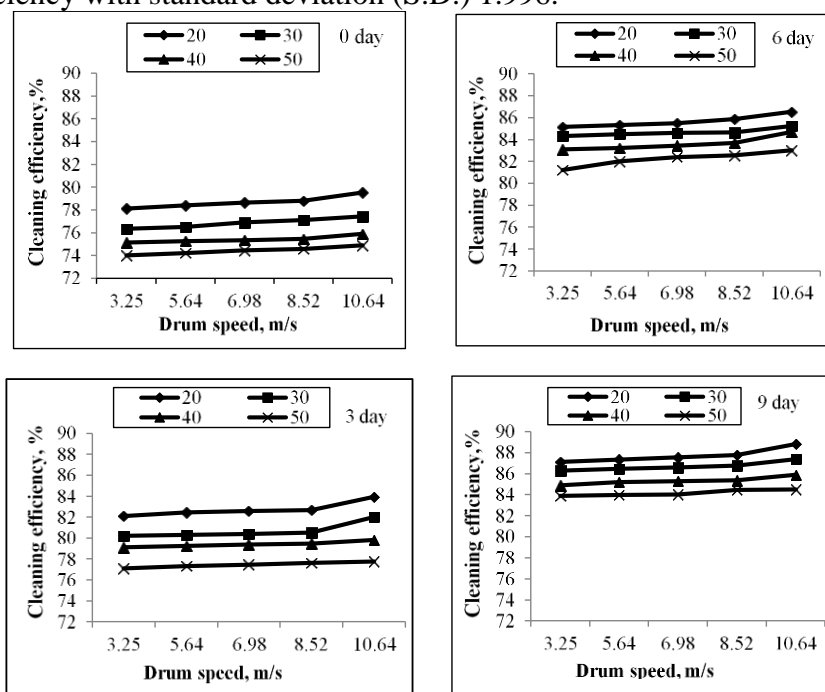 iciency with standard deviation (S.D.) 1.996.
20 30 0 day
40 50
90
88
86
84
82
80
78
76
74
72
Cleaning efficiency,%
3.25 5.64 6.98 8.52 10.64
Drum speed, m/s
20 30 6 day
40 50
90
88
86
84
82
80
78
76
74
72
Cleaning efficiency,%
3.25 5.64 6.98 8.52 10.64
Drum speed, m/s
20 30 3 day
40 50
90
88
86
84
82
80
78
76
74
72
Cleaning efficiency, %
3.25 5.64 6.98 8.52 10.64
Drum speed, m/s
20 30 9 day
40 50
90
88
86
84
82
80
78
76
74
72
Cleaning efficiency,%
3.25 5.64 6.98 8.52 10.64
Drum speed, m/s